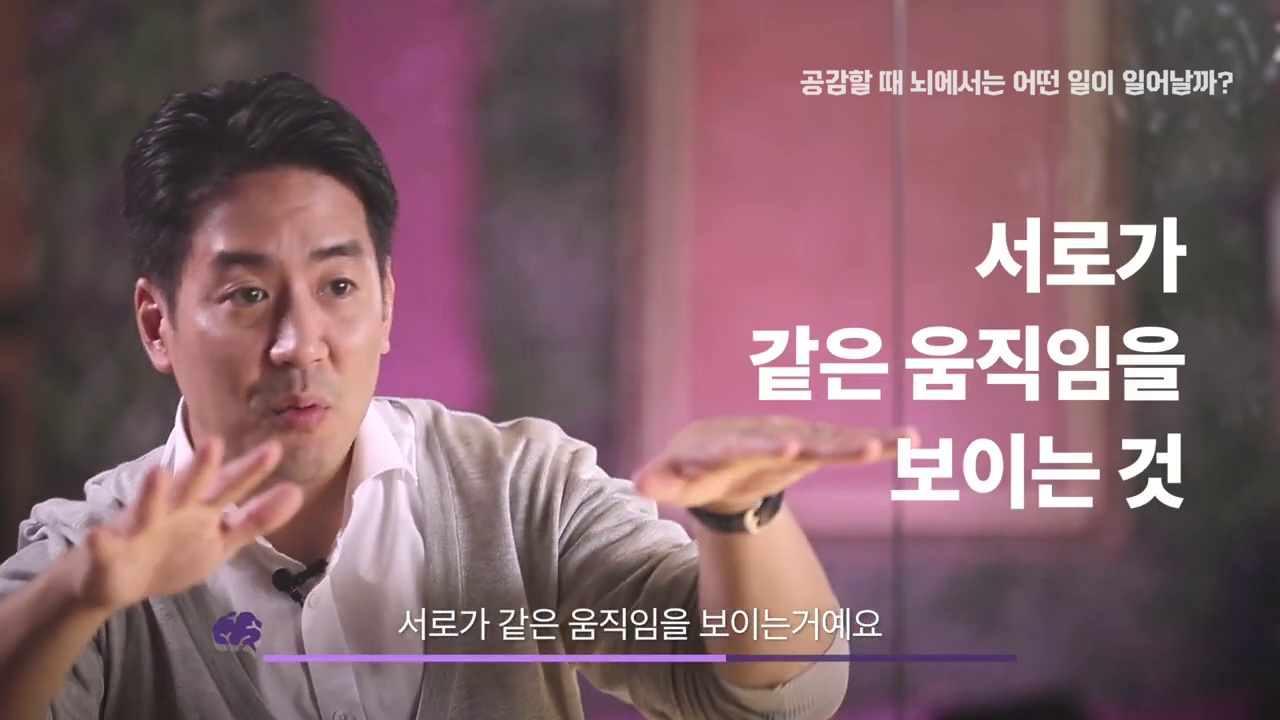 공감할 때 뇌에서는 어떤 일이 일어날까?
서로가
같은 움직임을
보이는 것
서로가 같은 움직임을 보이는거예요